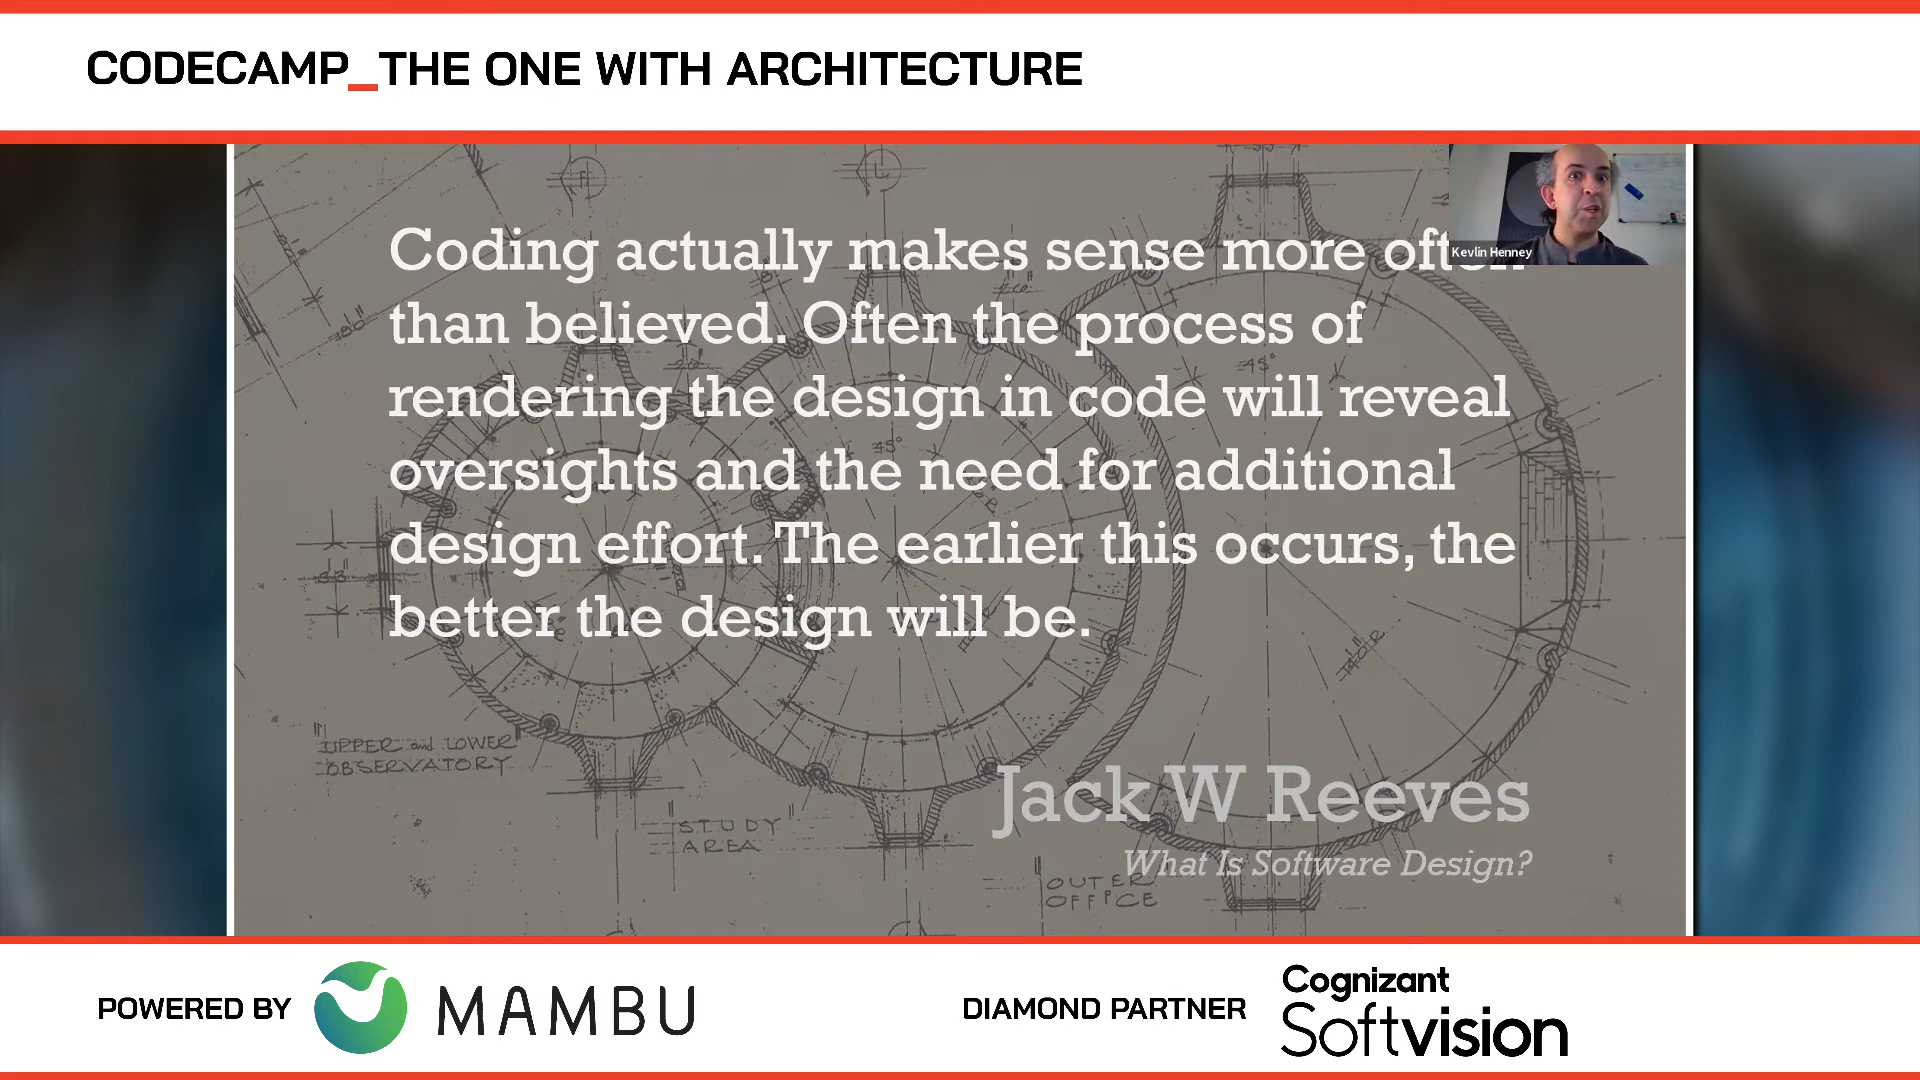 CODECAMP_THE ONE WITH ARCHITECTURE
Kevlin Henney
Coding actually makes sense more often
than believed. Often the process of
rendering the design in code will reveal
oversights and the need for additional
design effort. The earlier this occurs, the
better the design will be.
"UPPER and LOWER"
OBSERVATORY
"STUDY"
AREA
Jack W Reeves
What Is Software Design?
"OUTER"
OFFICE
POWERED BY
MAMBU
DIAMOND PARTNER
Cognizant
Softvision